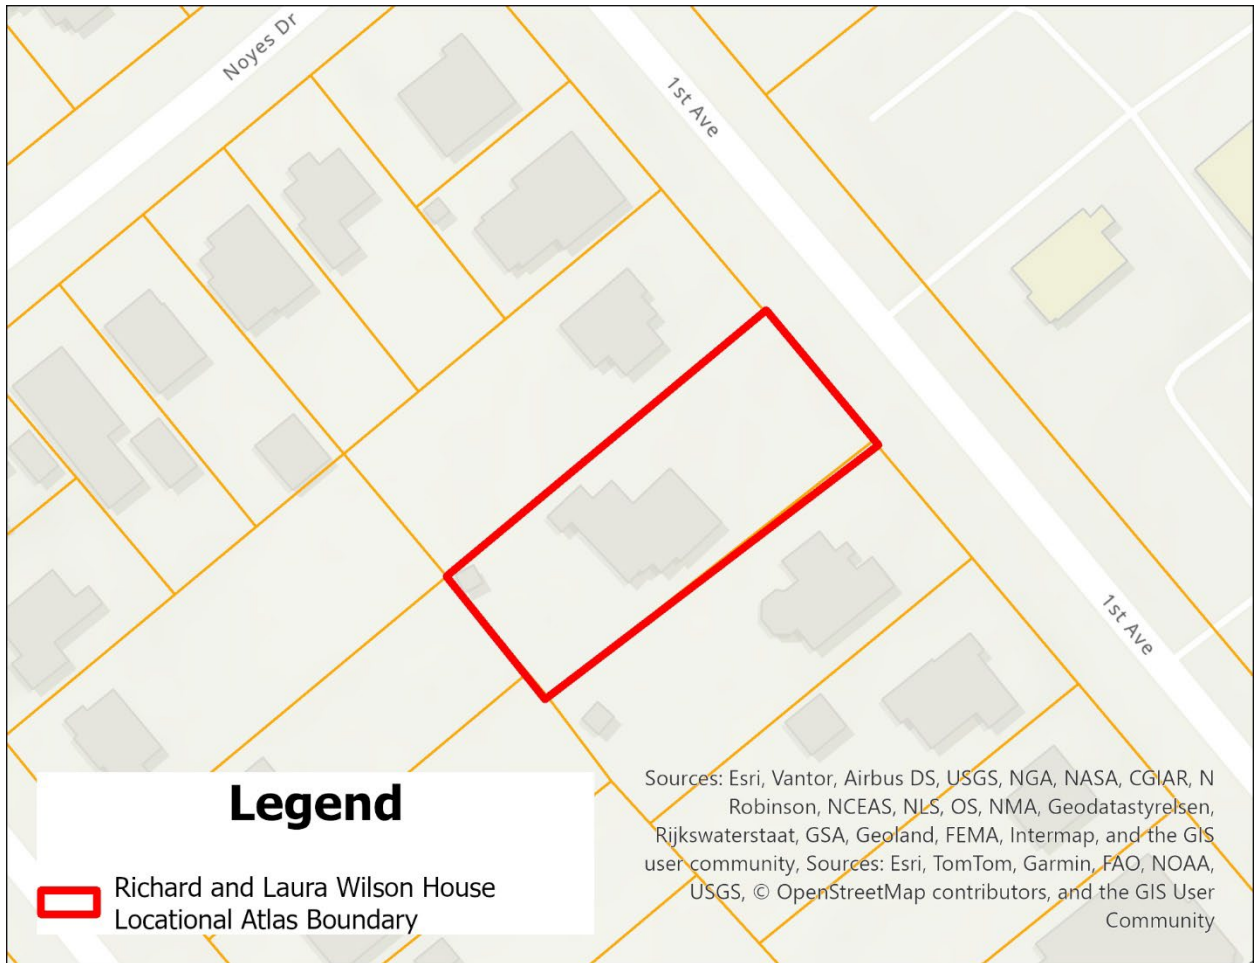 Noyes Dr
1st Ave
1st Ave
Legend
Richard and Laura Wilson House
Locational Atlas Boundary
Sources: Esri, Vantor, Airbus DS, USGS, NGA, NASA, CGIAR, N
Robinson, NCEAS, NLS, OS, NMA, Geodatastyrelsen,
Rijkswaterstaat, GSA, Geoland, FEMA, Intermap, and the GIS
user community, Sources: Esri, TomTom, Garmin, FAO, NOAA,
USGS, © OpenStreetMap contributors, and the GIS User
Community